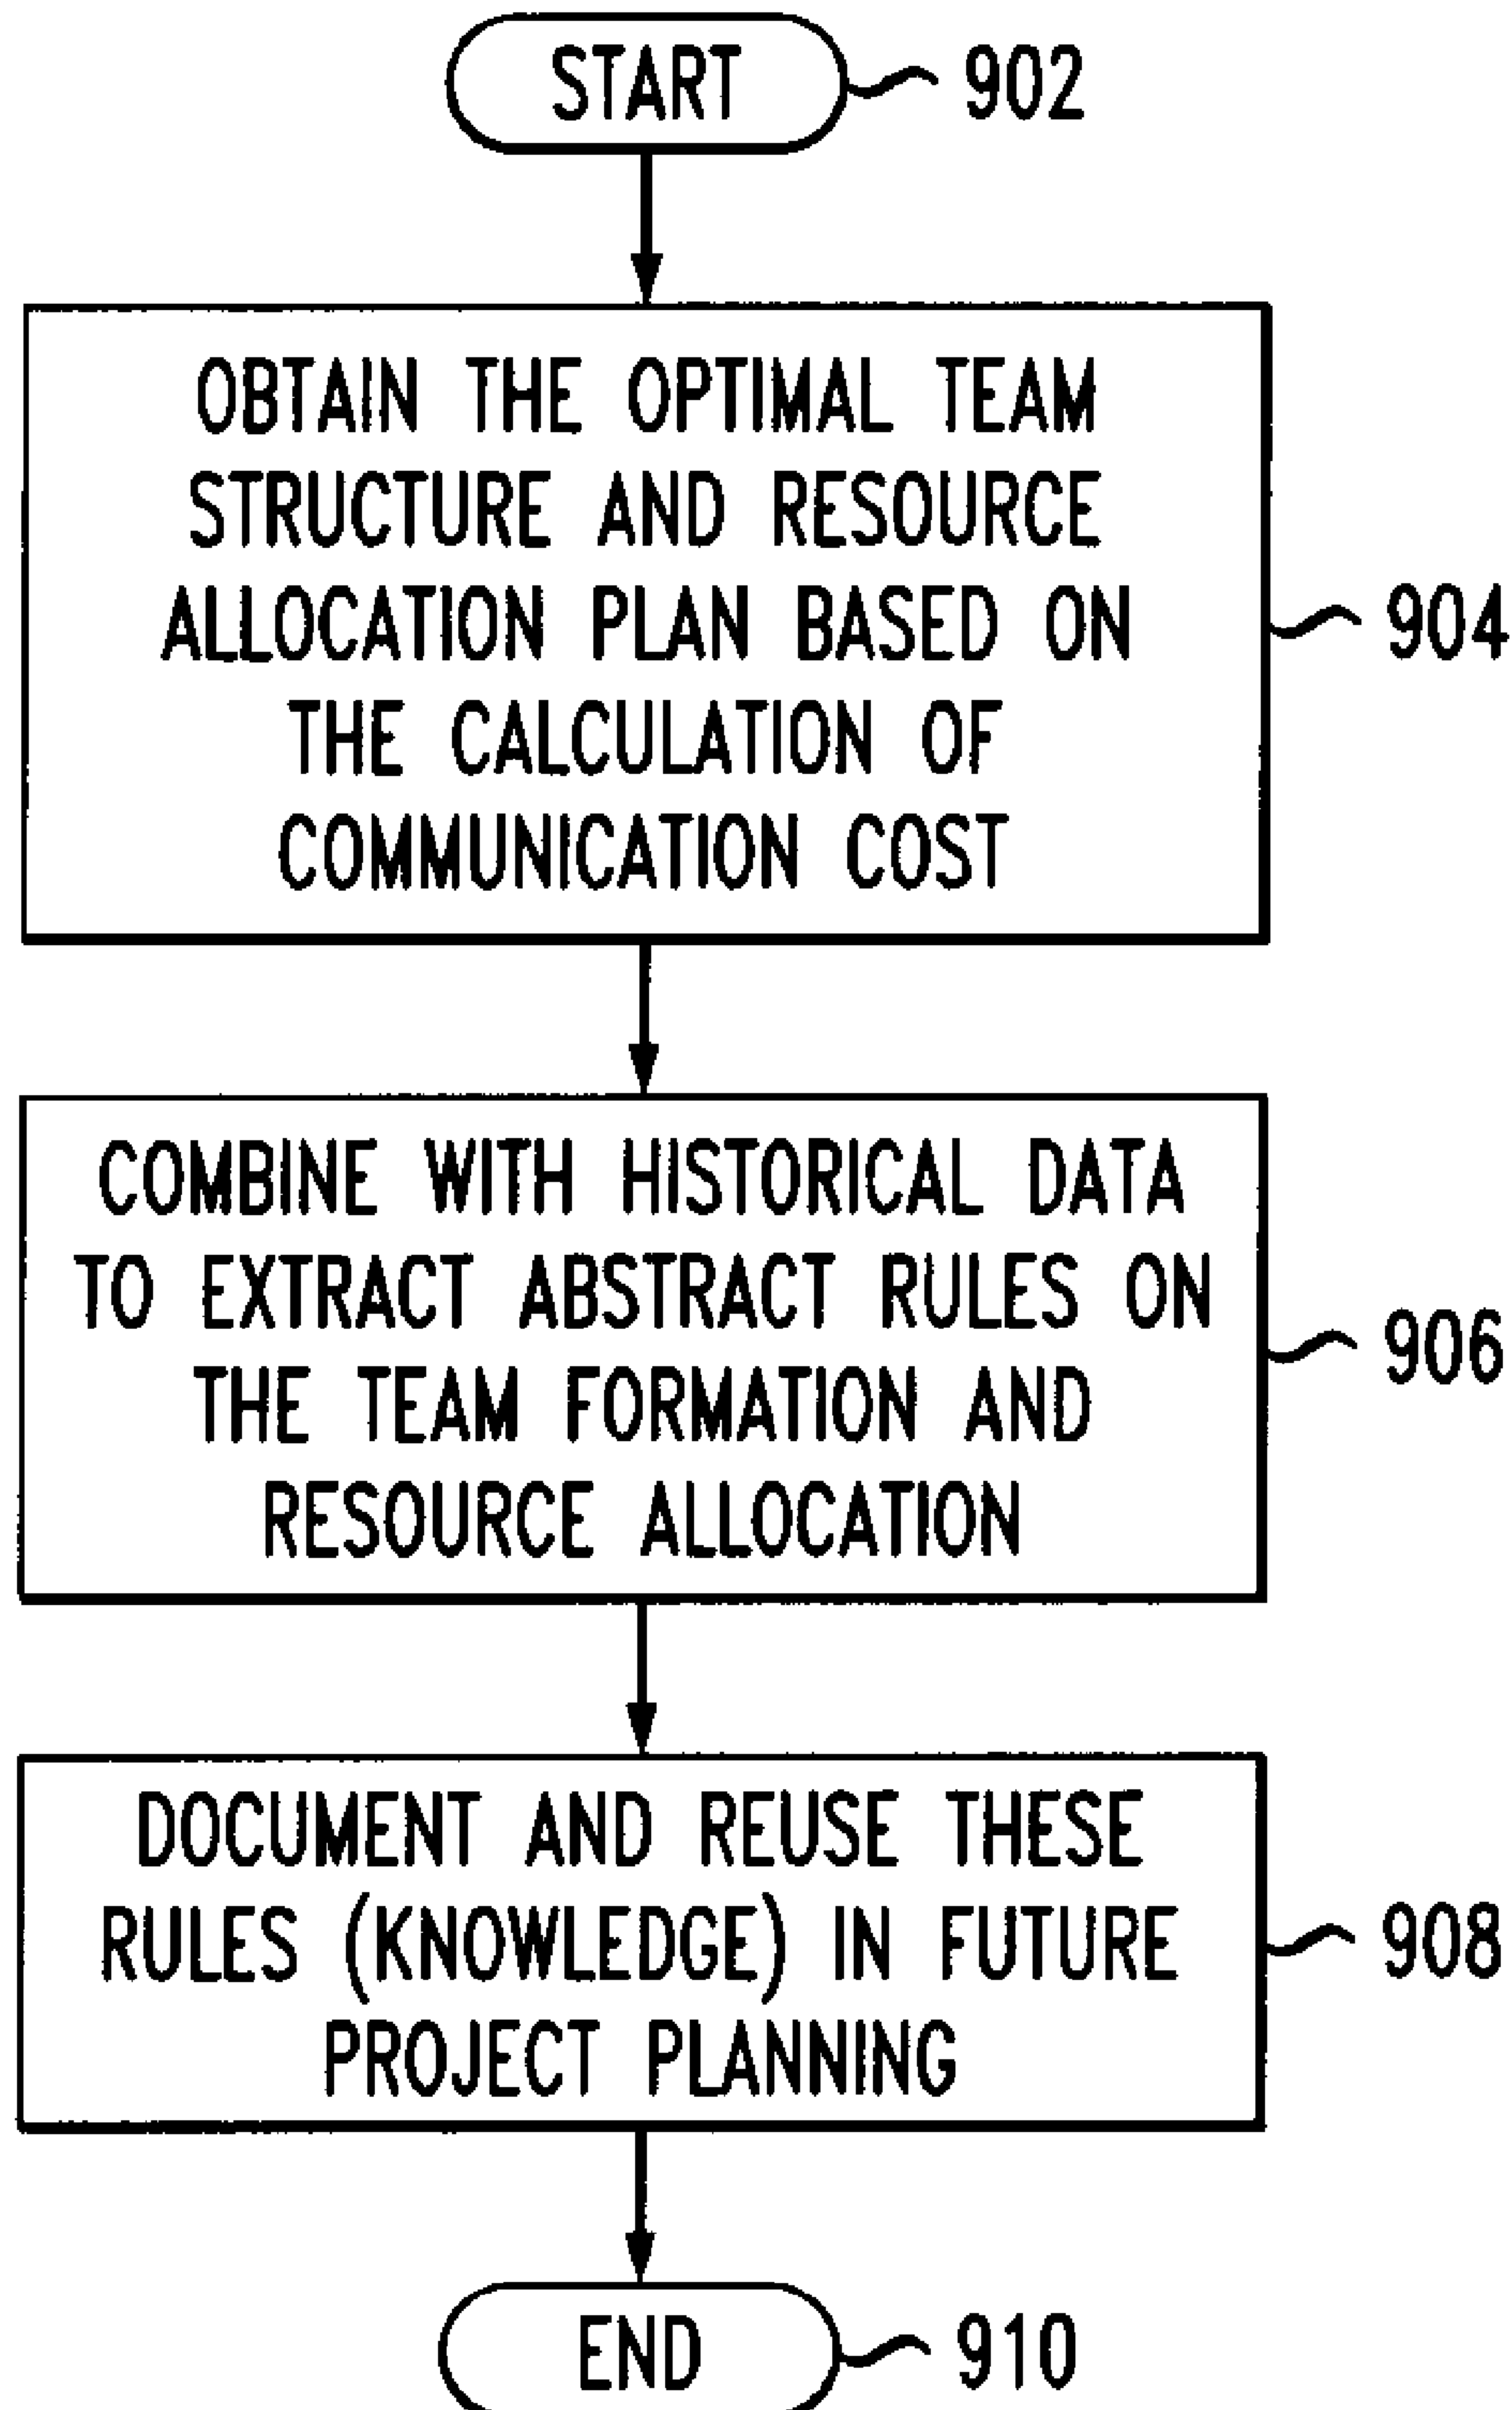 START 902
OBTAIN THE OPTIMAL TEAM
STRUCTURE AND RESOURCE
ALLOCATION PLAN BASED ON
904
THE CALCULATION OF
COMMUNICATION COST
COMBINE WITH HISTORICAL DATA
TO EXTRACT ABSTRACT RULES ON
906
THE TEAM FORMATION AND
RESOURCE ALLOCATION
DOCUMENT AND REUSE THESE
RULES (KNOWLEDGE) IN FUTURE
908
PROJECT PLANNING
END 910